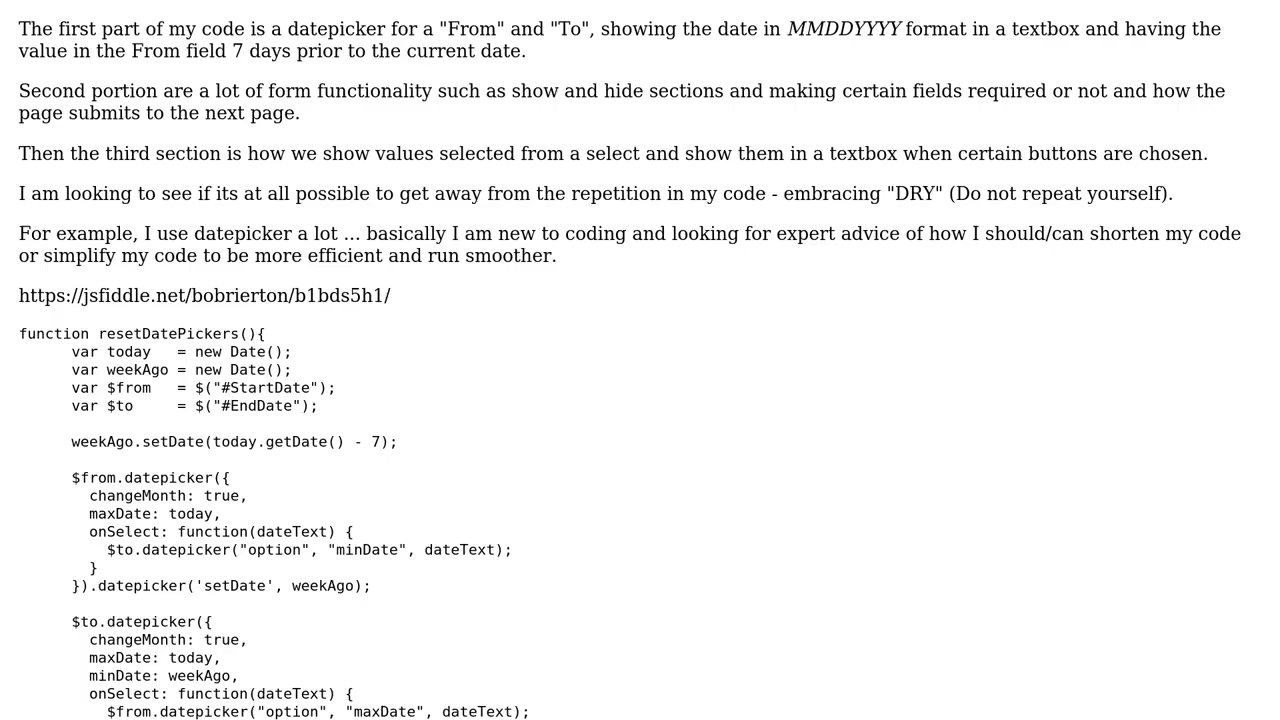 The first part of my code is a datepicker for a "From" and "To", showing the date in MMDDYYYY format in a textbox and having the
value in the From field 7 days prior to the current date.
Second portion are a lot of form functionality such as show and hide sections and making certain fields required or not and how the
page submits to the next page.
Then the third section is how we show values selected from a select and show them in a textbox when certain buttons are chosen.
I am looking to see if its at all possible to get away from the repetition in my code - embracing "DRY" (Do not repeat yourself).
For example, I use datepicker a lot ... basically I am new to coding and looking for expert advice of how I should/can shorten my code
or simplify my code to be more efficient and run smoother.
https://jsfiddle.net/bobrierton/b1bds5h1/
function resetDatePickers(){
      var today   = new Date();
      var weekAgo = new Date();
      var $from   = $("#StartDate");
      var $to     = $("#EndDate");
      weekAgo.setDate(today.getDate() - 7);
      $from.datepicker({
        changeMonth: true,
        maxDate: today,
        onSelect: function(dateText) {
          $to.datepicker("option", "minDate", dateText);
        }
      }).datepicker('setDate', weekAgo);
      $to.datepicker({
        changeMonth: true,
        maxDate: today,
        minDate: weekAgo,
        onSelect: function(dateText) {
          $from.datepicker("option", "maxDate", dateText);